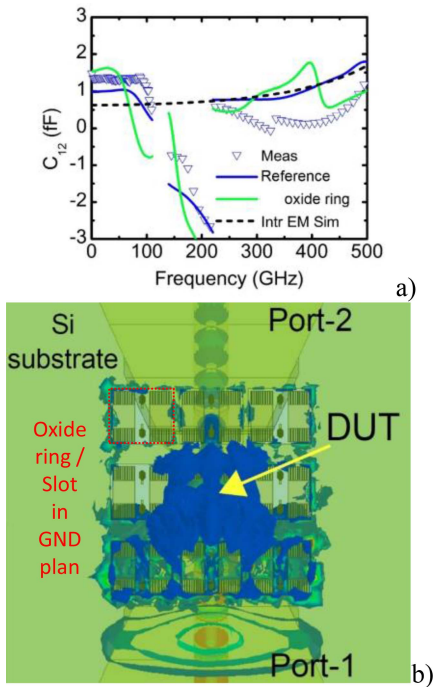 3
2
1
0
-1
-2
-3
C12 (fF)
Meas
Reference
oxide ring
Intr EM Sim
0 100 200 300 400 500
Frequency (GHz)
a)
Si
substrate
Port-2
Oxide
ring /
Slot
in
GND
plan
DUT
Port-1
b)